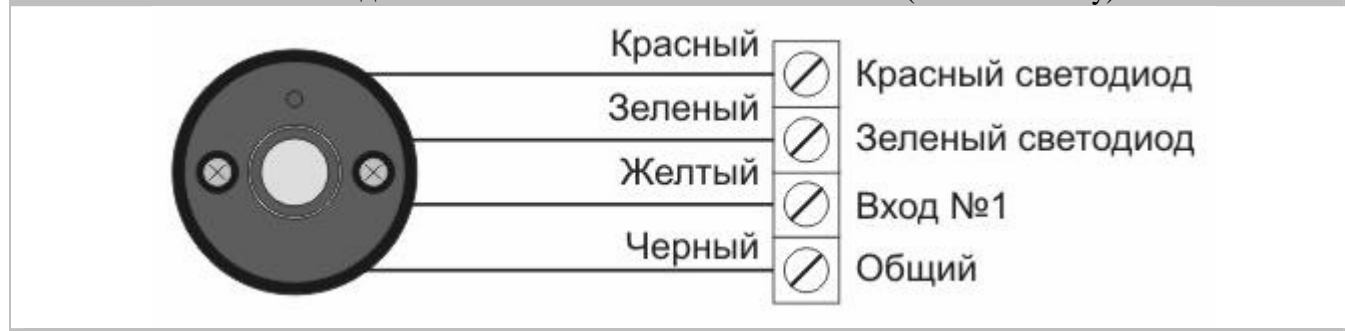 Красный
Красный светодиод
Зеленый
Зеленый светодиод
Желтый
Вход №1
Черный
Общий